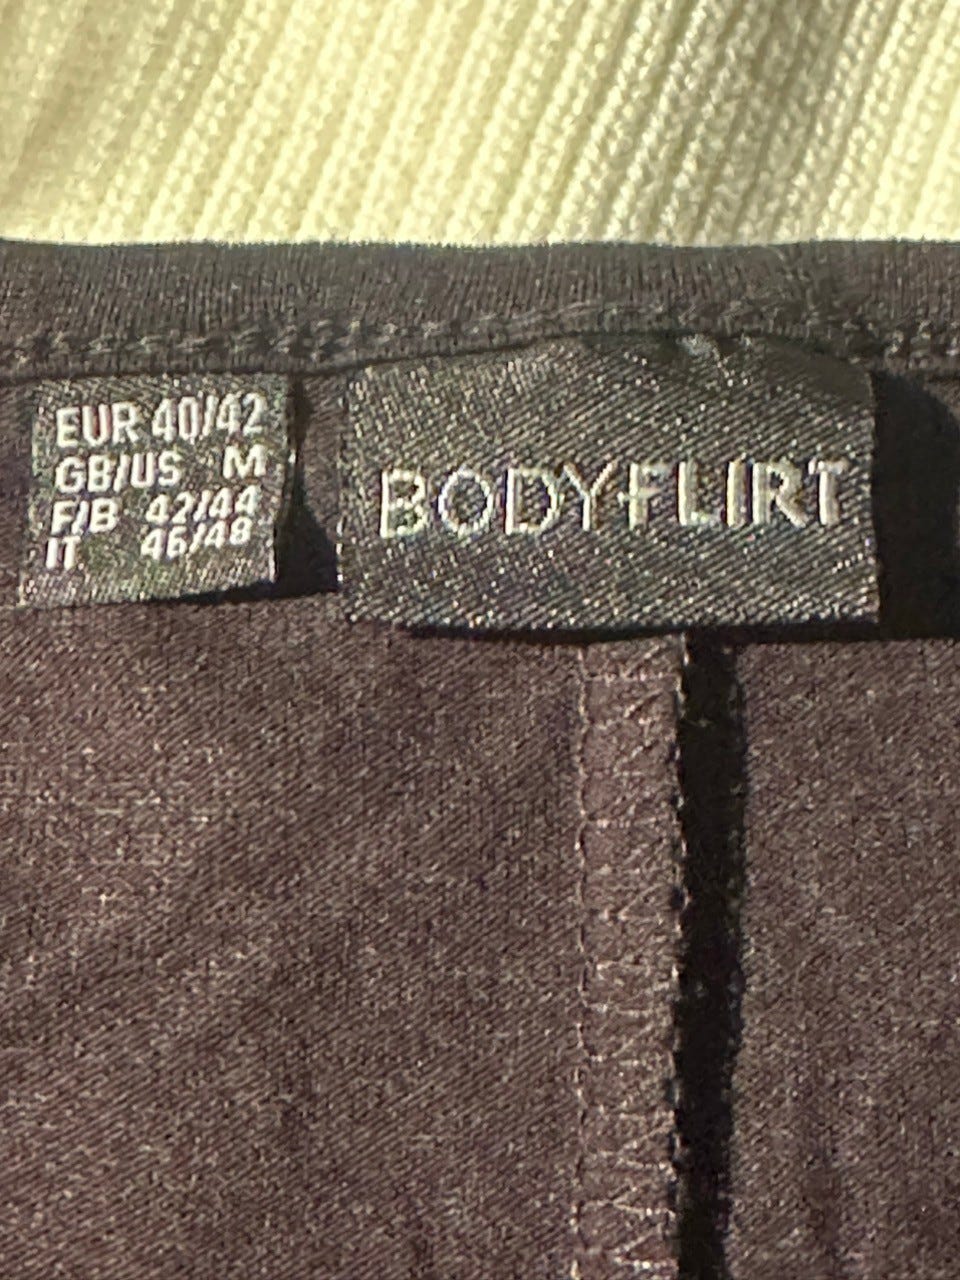 EUR 40/42
GB/US M
F/B 42/44
IT 46/48
BODYFLIRT